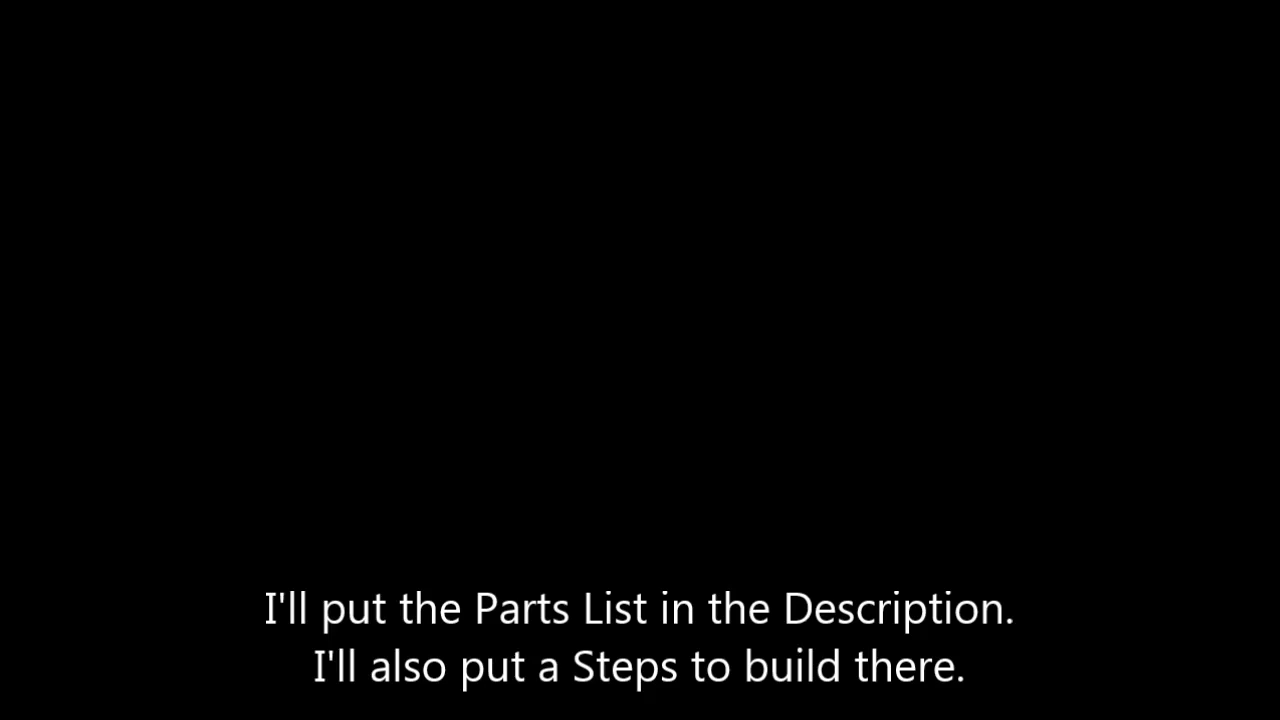 I'll put the Parts List in the Description.
I'll also put a Steps to build there.